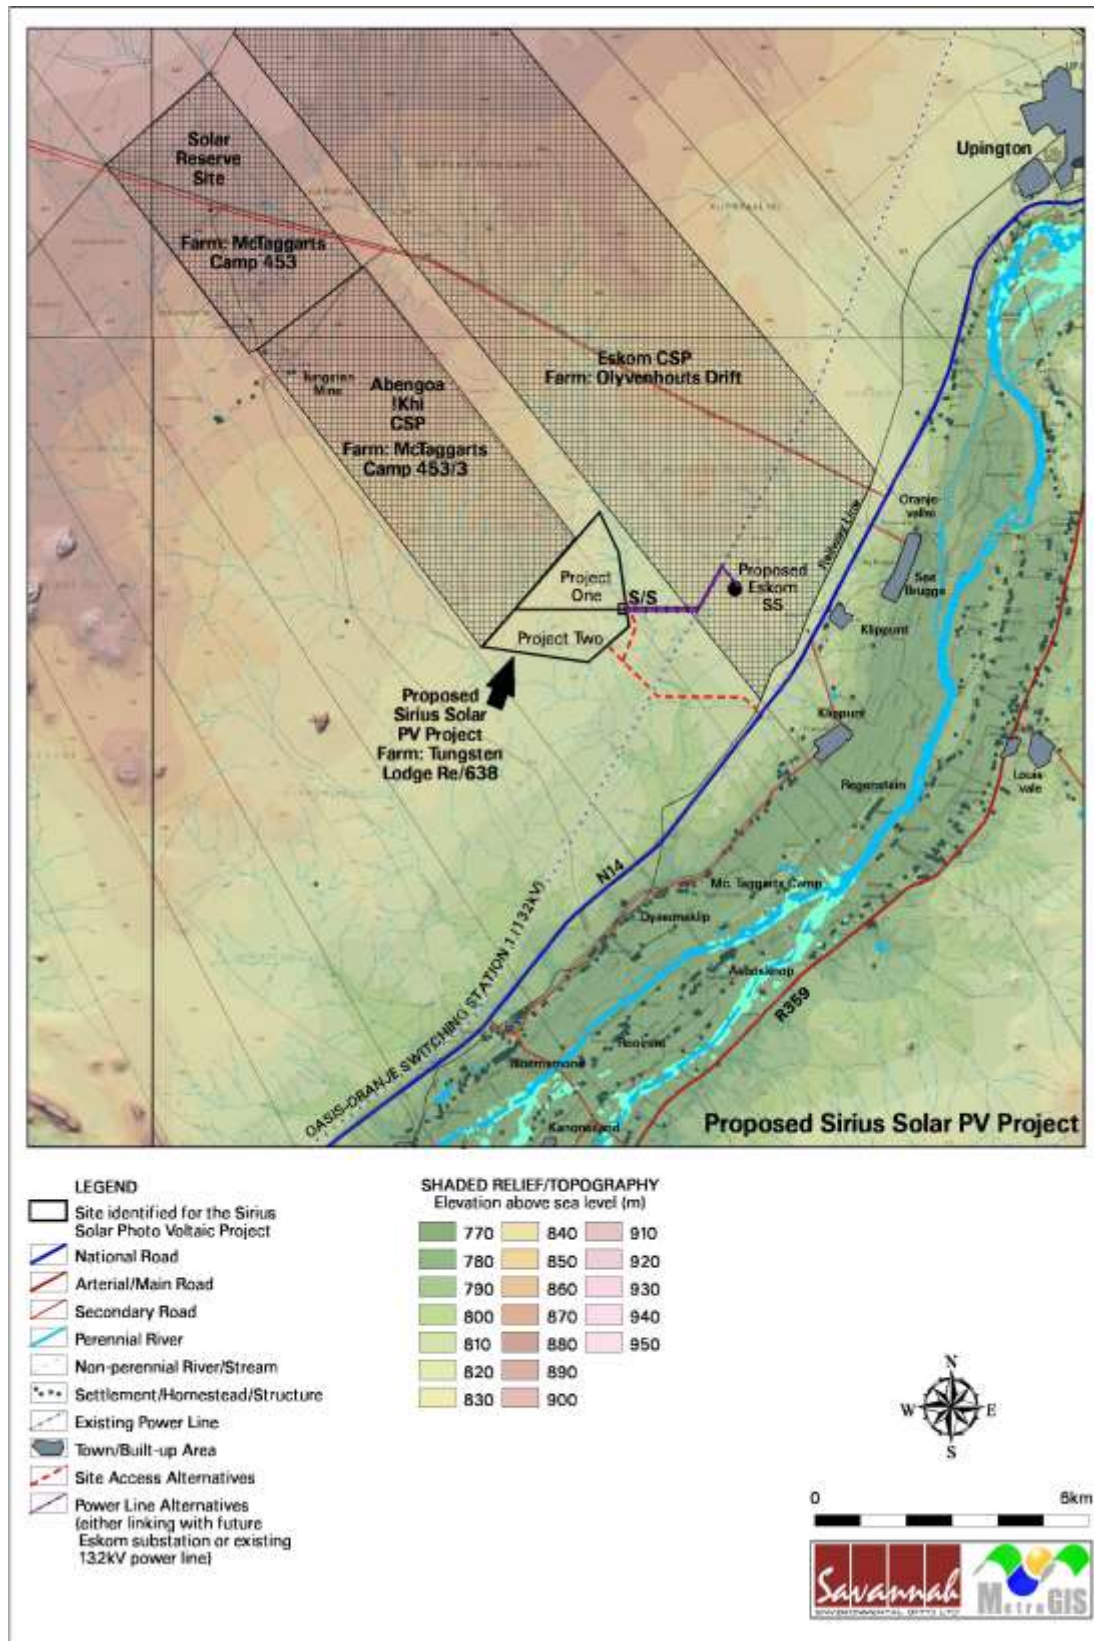 Upington
Solar
Reserve
Site
Farm: McTaggarts
Camp 453
Eskom CSP
Farm: Olyvenhouts Drift
Tungsten
Mine
Abengoa
!Khi
CSP
Farm: McTaggarts
Camp 453/3
Railway Line
Project
One
S/S
Proposed
Eskom
SS
Project Two
Klippunt
Proposed
Sirius Solar
PV Project
Farm: Tungsten
Lodge Re/638
Klippunt
Louis
vale
Regenstein
N14
Mc. Taggarts Camp
Dyasonsklip
OASIS-ORANJE SWITCHING STATION 1 (132kV)
R359
Kanoneiland
Proposed Sirius Solar PV Project
LEGEND
Site identified for the Sirius
Solar Photo Voltaic Project
National Road
Arterial/Main Road
Secondary Road
Perennial River
Non-perennial River/Stream
Settlement/Homestead/Structure
Existing Power Line
Town/Built-up Area
Site Access Alternatives
Power Line Alternatives
(either linking with future
Eskom substation or existing
132kV power line)
SHADED RELIEF/TOPOGRAPHY
Elevation above sea level (m)
770 840 910
780 850 920
790 860 930
800 870 940
810 880 950
820 890
830 900
N
W E
S
0 6km
Savannah
MetroGIS